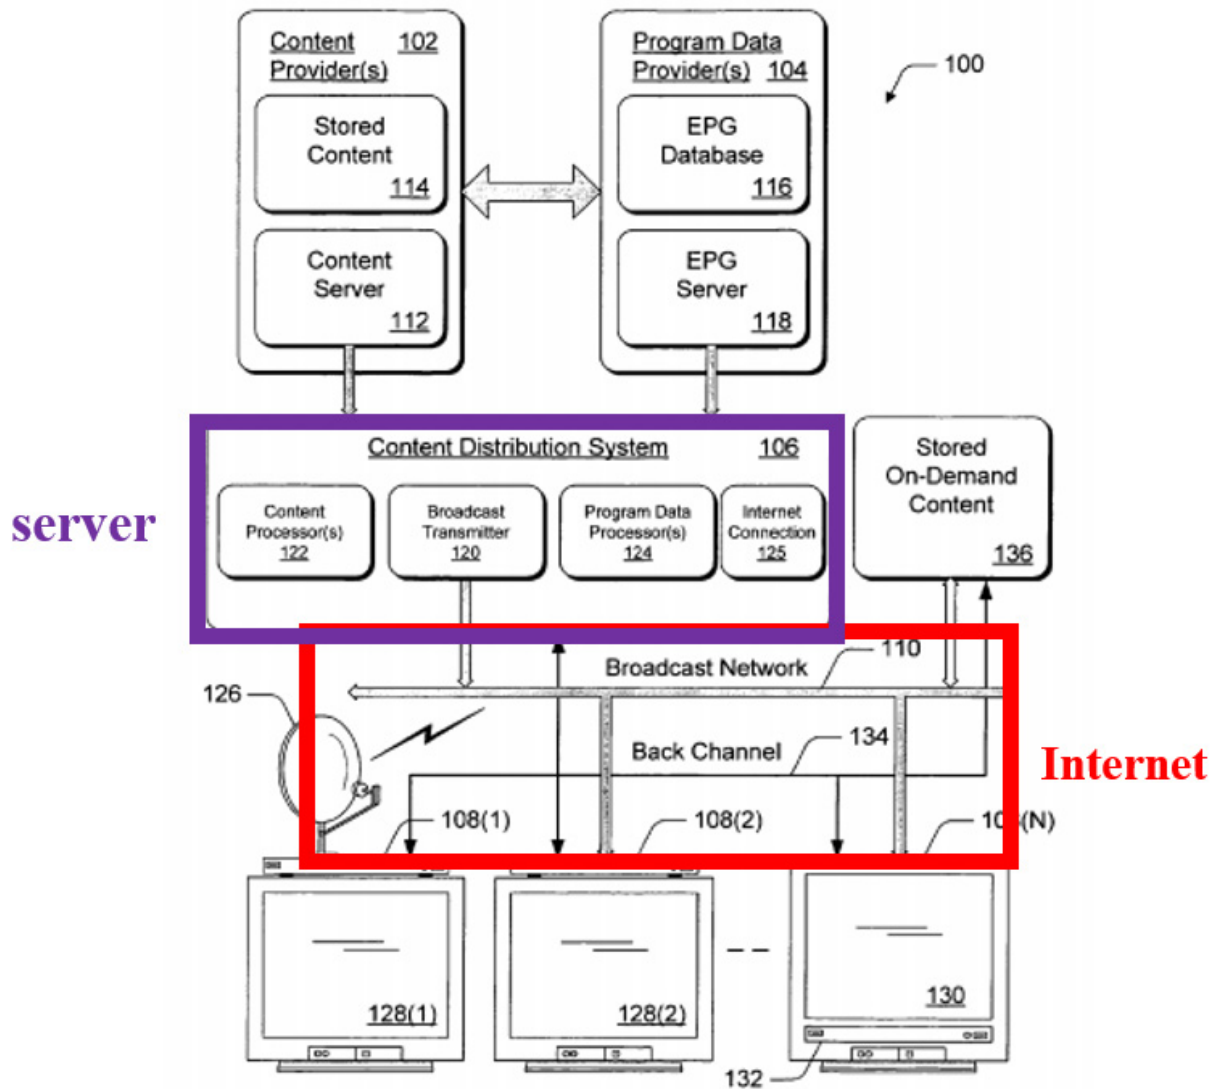 Content 102
Provider(s)
Stored
Content
114
Content
Server
112
Program Data
Provider(s) 104
EPG
Database
116
EPG
Server
118
100
Content Distribution System 106
Content
Processor(s)
122
Broadcast
Transmitter
120
Program Data
Processor(s)
124
Internet
Connection
125
server
Stored
On-Demand
Content
136
110
Broadcast Network
126
134
Back Channel
Internet
108(1)
108(2)
(N)
128(1)
128(2)
130
132